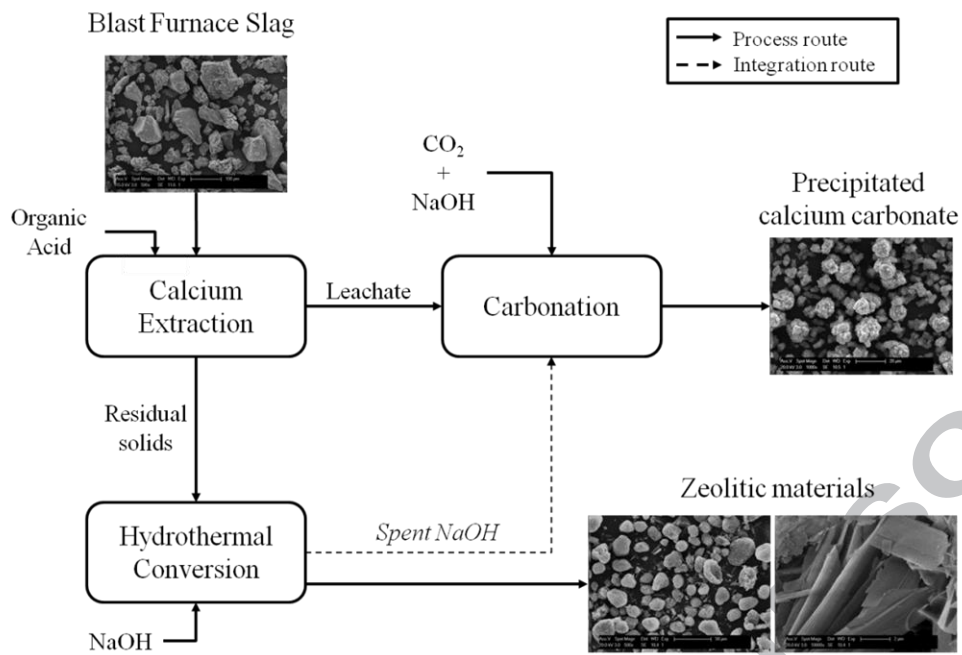 Blast Furnace Slag
Process route
Integration route
CO₂
+
NaOH
Precipitated
calcium carbonate
Organic
Acid
Calcium
Extraction
Leachate
Carbonation
Residual
solids
Zeolitic materials
Hydrothermal
Conversion
Spent NaOH
NaOH